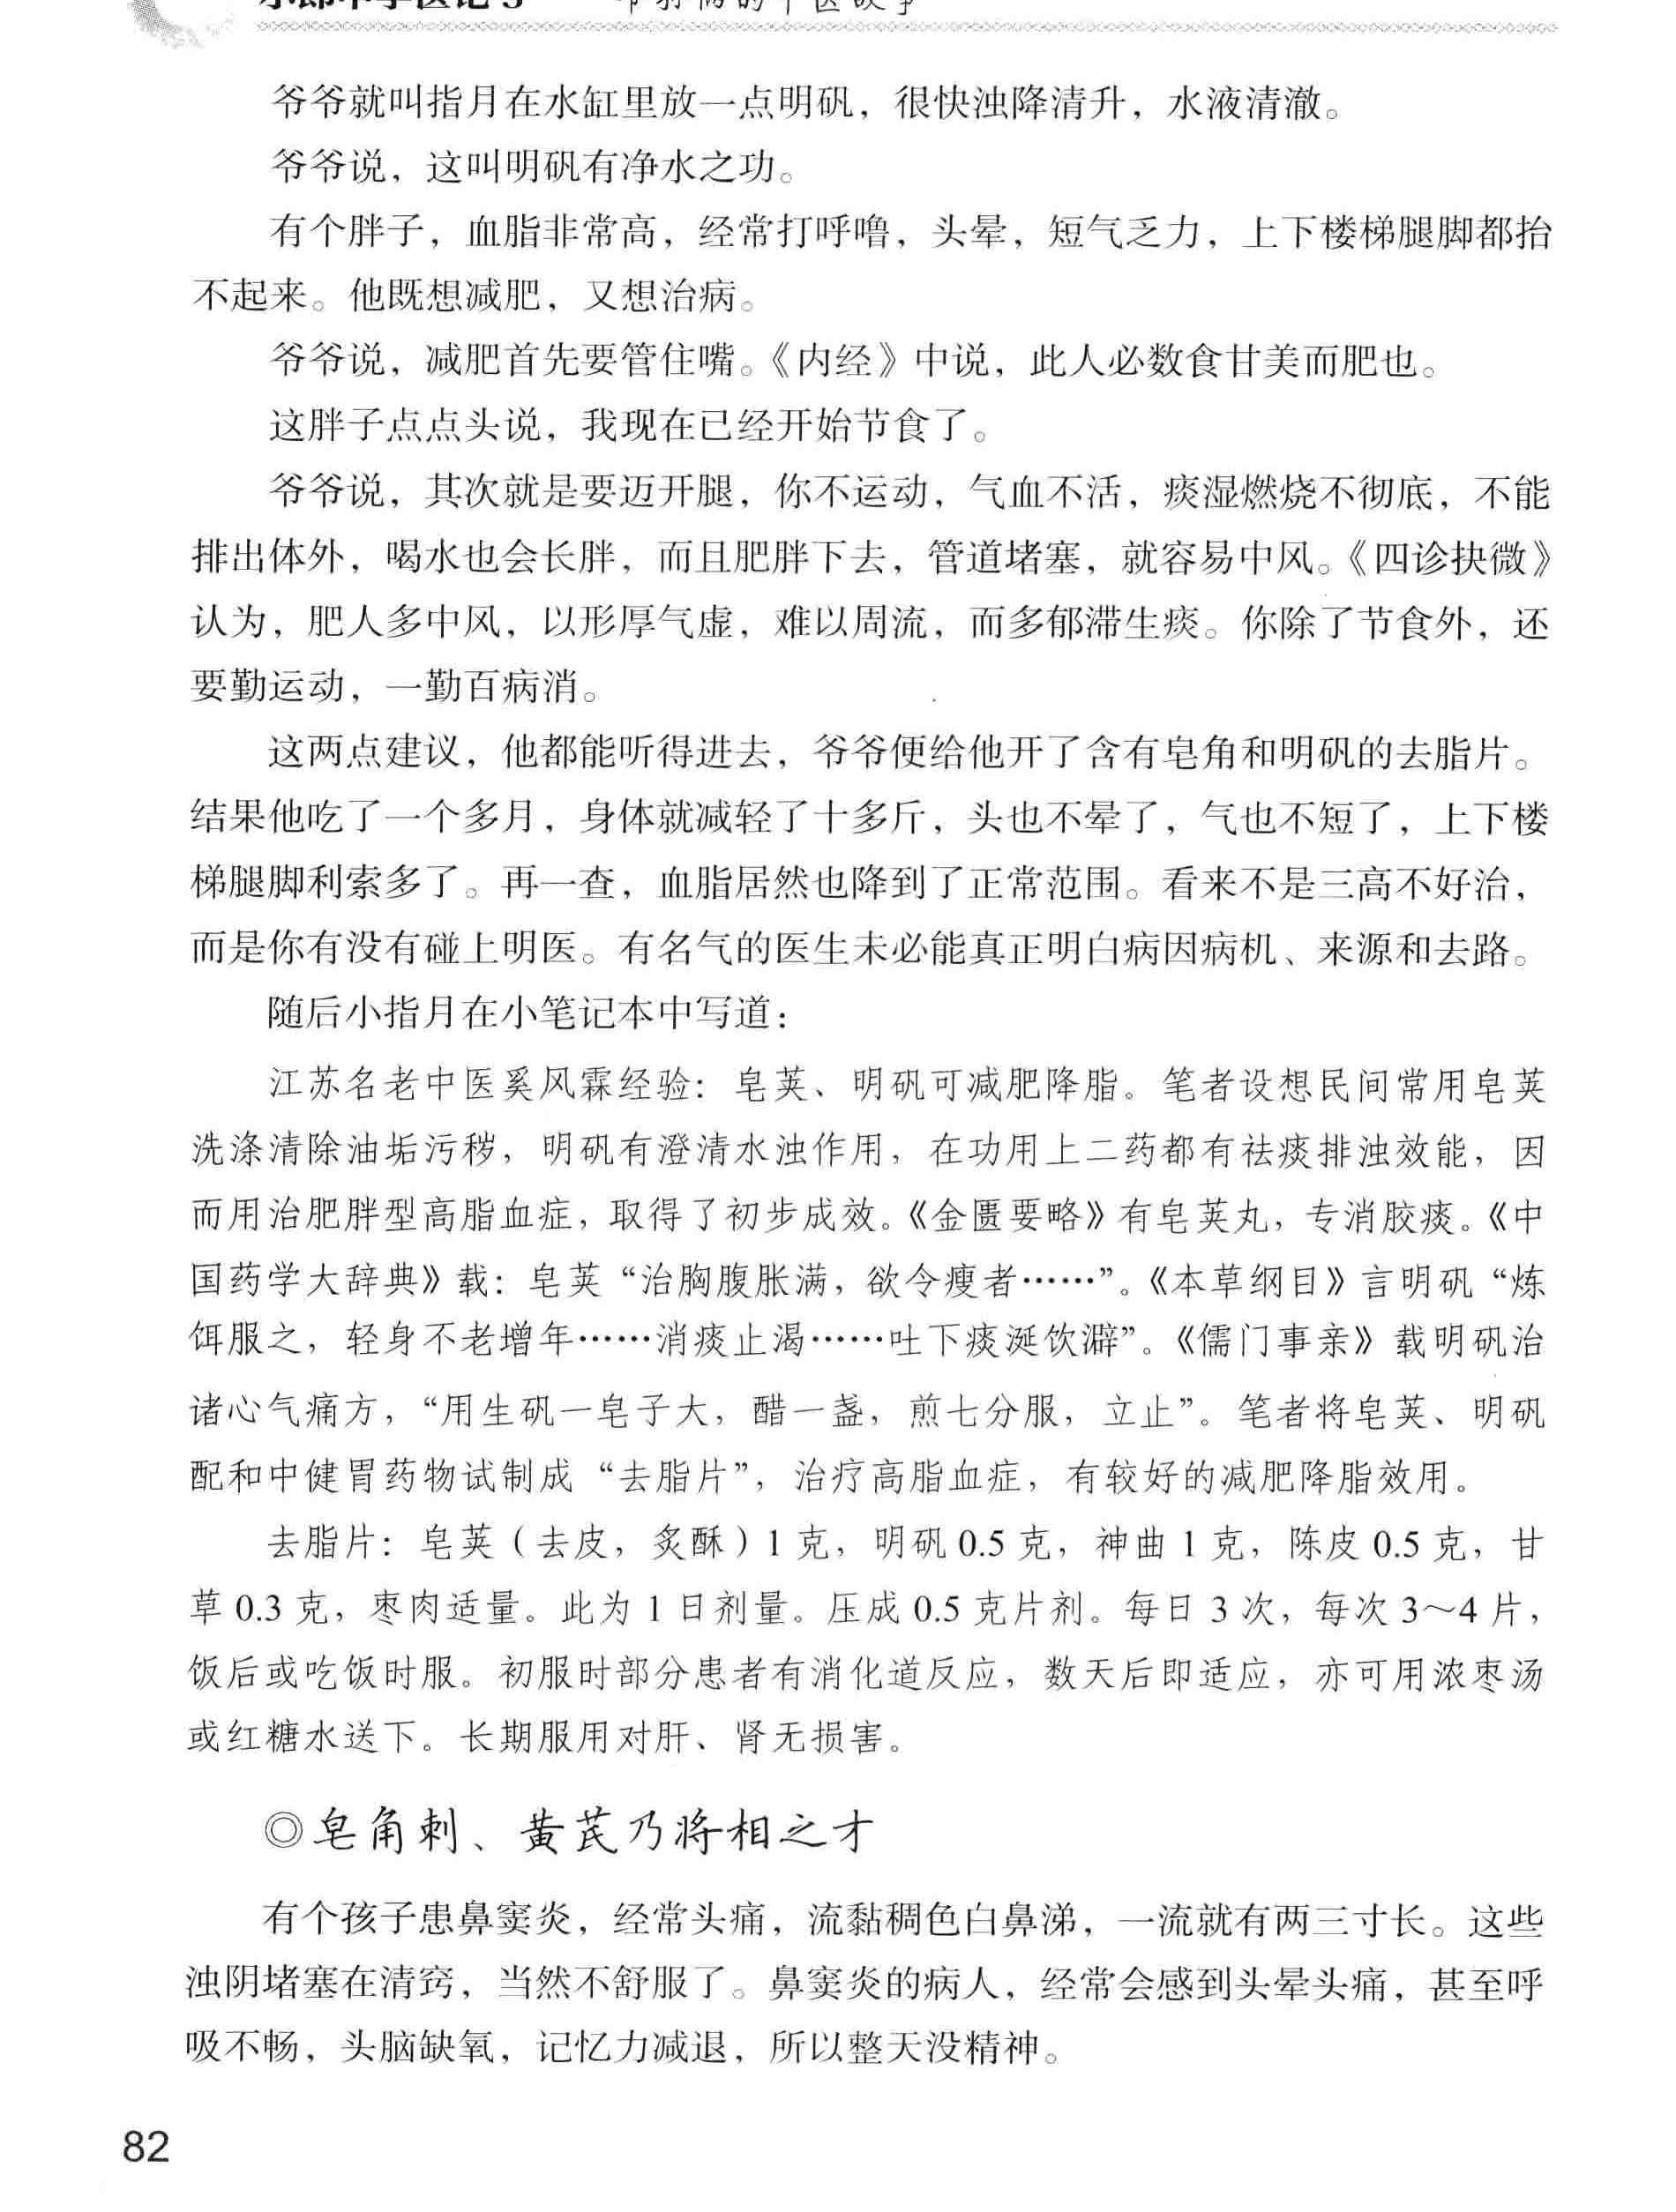 爷爷就叫指月在水缸里放一点明矾，很快浊降清升，水液清澈。
爷爷说，这叫明矾有净水之功。
有个胖子，血脂非常高，经常打呼噜，头晕，短气乏力，上下楼梯腿脚都抬
不起来。他既想减肥，又想治病。
爷爷说，减肥首先要管住嘴。《内经》中说，此人必数食甘美而肥也。
这胖子点点头说，我现在已经开始节食了。
爷爷说，其次就是要迈开腿，你不运动，气血不活，痰湿燃烧不彻底，不能
排出体外，喝水也会长胖，而且肥胖下去，管道堵塞，就容易中风。《四诊抉微》
认为，肥人多中风，以形厚气虚，难以周流，而多郁滞生痰。你除了节食外，还
要勤运动，一勤百病消。
这两点建议，他都能听得进去，爷爷便给他开了含有皂角和明矾的去脂片。
结果他吃了一个多月，身体就减轻了十多斤，头也不晕了，气也不短了，上下楼
梯腿脚利索多了。再一查，血脂居然也降到了正常范围。看来不是三高不好治，
而是你有没有碰上明医。有名气的医生未必能真正明白病因病机、来源和去路。
随后小指月在小笔记本中写道：
江苏名老中医奚风霖经验：皂荚、明矾可减肥降脂。笔者设想民间常用皂荚
洗涤清除油垢污秽，明矾有澄清水浊作用，在功用上二药都有祛痰排浊效能，因
而用治肥胖型高脂血症，取得了初步成效。《金匮要略》有皂荚丸，专消胶痰。《中
国药学大辞典》载：皂荚“治胸腹胀满，欲令瘦者……”。《本草纲目》言明矾“炼
饵服之，轻身不老增年……消痰止渴……吐下痰涎饮澼”。《儒门事亲》载明矾治
诸心气痛方，“用生矾一皂子大，醋一盏，煎七分服，立止”。笔者将皂荚、明矾
配和中健胃药物试制成“去脂片”，治疗高脂血症，有较好的减肥降脂效用。
去脂片：皂荚（去皮，炙酥）1 克，明矾 0.5 克，神曲 1 克，陈皮 0.5 克，甘
草 0.3 克，枣肉适量。此为 1 日剂量。压成 0.5 克片剂。每日 3 次，每次 3～4 片，
饭后或吃饭时服。初服时部分患者有消化道反应，数天后即适应，亦可用浓枣汤
或红糖水送下。长期服用对肝、肾无损害。
◎皂角刺、黄芪乃将相之才
有个孩子患鼻窦炎，经常头痛，流黏稠色白鼻涕，一流就有两三寸长。这些
浊阴堵塞在清窍，当然不舒服了。鼻窦炎的病人，经常会感到头晕头痛，甚至呼
吸不畅，头脑缺氧，记忆力减退，所以整天没精神。
82